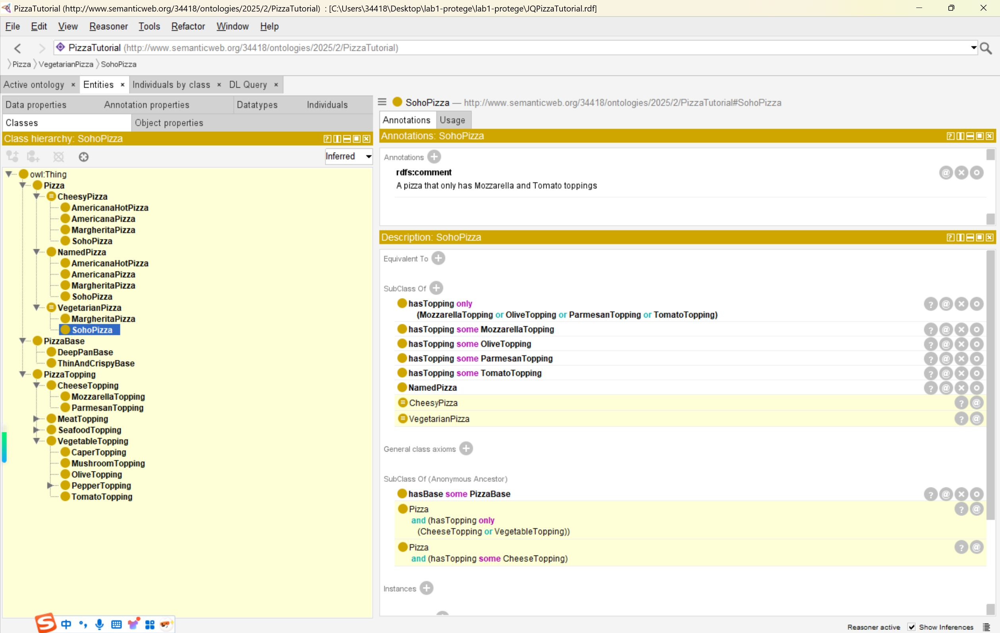 PizzaTutorial (http://www.semanticweb.org/34418/ontologies/2025/2/PizzaTutorial) : [C:\Users\34418\Desktop\lab1-protege\lab1-protege\JQPizzaTutorial.rdf]
File Edit View Reasoner Tools Refactor Window Help
PizzaTutorial (http://www.semanticweb.org/34418/ontologies/2025/2/PizzaTutorial)
Pizza VegetarianPizza SohoPizza
Active ontology × Entities × Individuals by class × DL Query ×
Data properties Annotation properties Datatypes Individuals
Classes Object properties
Class hierarchy: SohoPizza
Inferred
owl:Thing
Pizza
CheesyPizza
AmericanaHotPizza
AmericanaPizza
MargheritaPizza
SohoPizza
NamedPizza
AmericanaHotPizza
AmericanaPizza
MargheritaPizza
SohoPizza
VegetarianPizza
MargheritaPizza
SohoPizza
PizzaBase
DeepPanBase
ThinAndCrispyBase
PizzaTopping
CheeseTopping
MozzarellaTopping
ParmesanTopping
MeatTopping
SeafoodTopping
VegetableTopping
CaperTopping
MushroomTopping
OliveTopping
PepperTopping
TomatoTopping
SohoPizza — http://www.semanticweb.org/34418/ontologies/2025/2/PizzaTutorial#SohoPizza
Annotations Usage
Annotations: SohoPizza
Annotations
rdfs:comment
A pizza that only has Mozzarella and Tomato toppings
Description: SohoPizza
Equivalent To
SubClass Of
hasTopping only
(MozzarellaTopping or OliveTopping or ParmesanTopping or TomatoTopping)
hasTopping some MozzarellaTopping
hasTopping some OliveTopping
hasTopping some ParmesanTopping
hasTopping some TomatoTopping
NamedPizza
CheesyPizza
VegetarianPizza
General class axioms
SubClass Of (Anonymous Ancestor)
hasBase some PizzaBase
Pizza
and (hasTopping only
(CheeseTopping or VegetableTopping))
Pizza
and (hasTopping some CheeseTopping)
Instances
中
Reasoner active Show Inferences